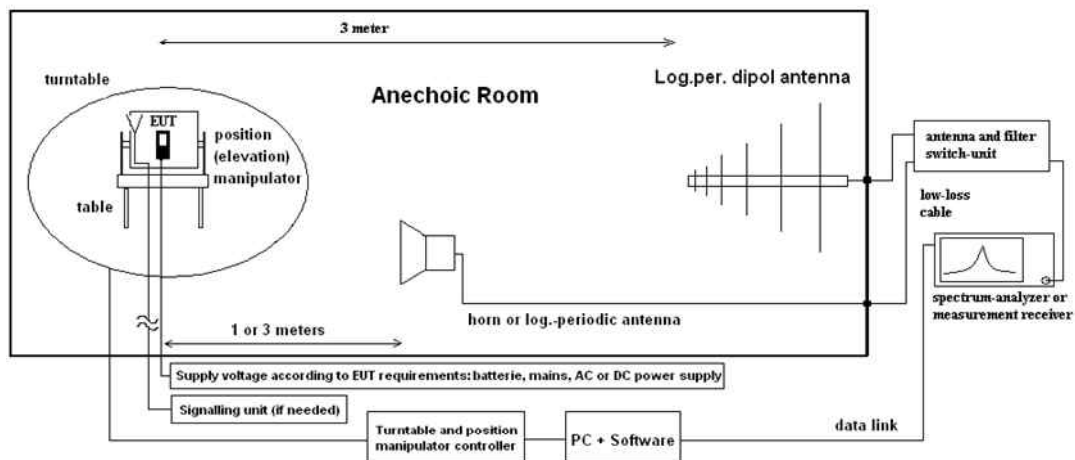 3 meter
turntable
Log.per. dipol antenna
Anechoic Room
EUT
position
(elevation)
manipulator
antenna and filter
switch-unit
table
low-loss
cable
spectrum-analyzer or
measurement receiver
horn or log.-periodic antenna
1 or 3 meters
Supply voltage according to EUT requirements: batterie, mains, AC or DC power supply
Signalling unit (if needed)
Turntable and position
manipulator controller
PC + Software
data link